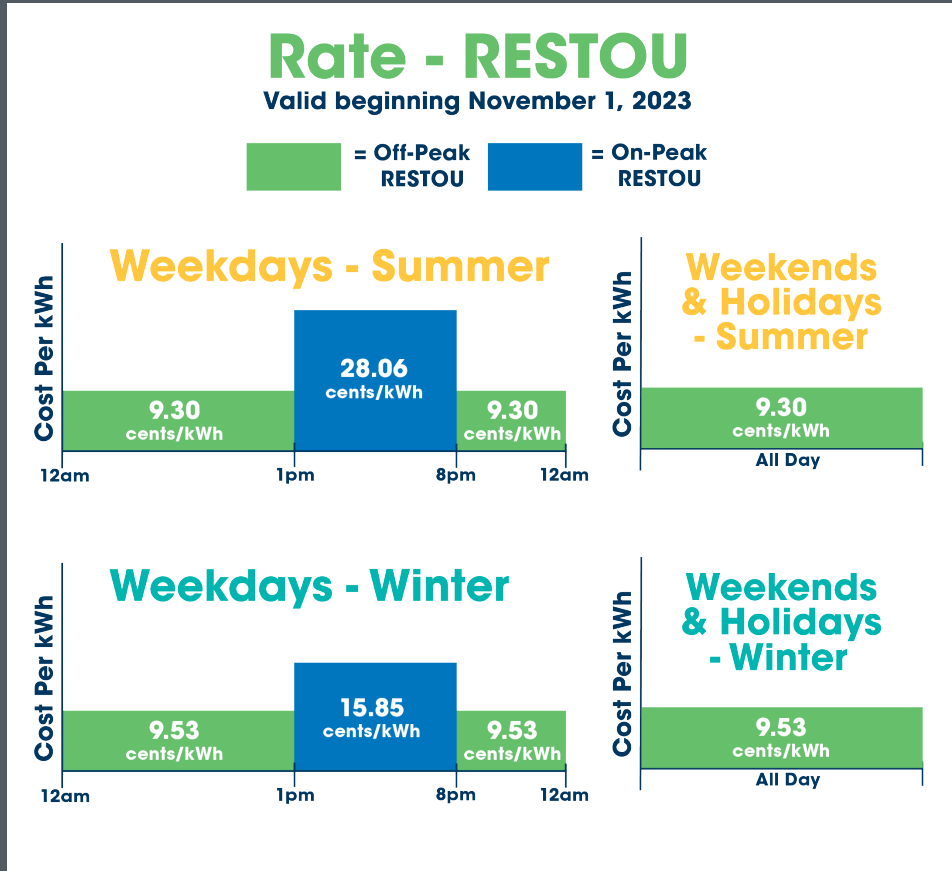 Rate - RESTOU
Valid beginning November 1, 2023
= Off-Peak
RESTOU
= On-Peak
RESTOU
Weekdays - Summer
Cost Per kWh
28.06
cents/kWh
9.30
cents/kWh
9.30
cents/kWh
12am
1pm
8pm
12am
Weekends
& Holidays
- Summer
Cost Per kWh
9.30
cents/kWh
All Day
Weekdays - Winter
Cost Per kWh
15.85
cents/kWh
9.53
cents/kWh
9.53
cents/kWh
12am
1pm
8pm
12am
Weekends
& Holidays
- Winter
Cost Per kWh
9.53
cents/kWh
All Day